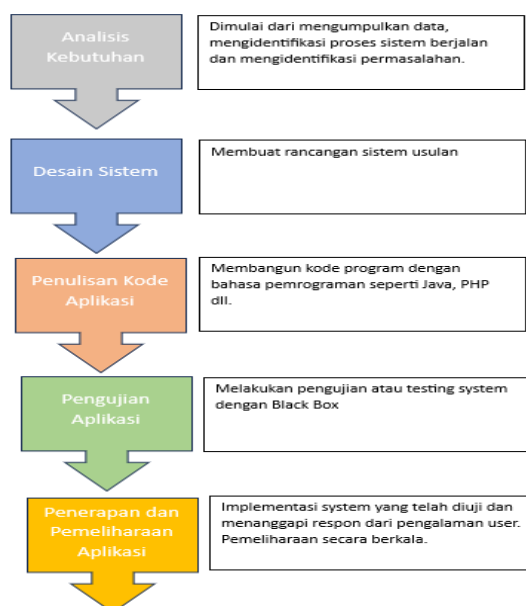 Analisis
Kebutuhan
Dimulai dari mengumpulkan data,
mengidentifikasi proses sistem berjalan
dan mengidentifikasi permasalahan.
Desain Sistem
Membuat rancangan sistem usulan
Penulisan Kode
Aplikasi
Membangun kode program dengan
bahasa pemrograman seperti Java, PHP
dll.
Pengujian
Aplikasi
Melakukan pengujian atau testing system
dengan Black Box
Penerapan dan
Pemeliharaan
Aplikasi
Implementasi system yang telah diuji dan
menanggapi respon dari pengalaman user.
Pemeliharaan secara berkala.